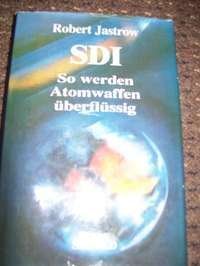 Robert Jastrow
SDI
So werden
Atomwaffen
überflüssig